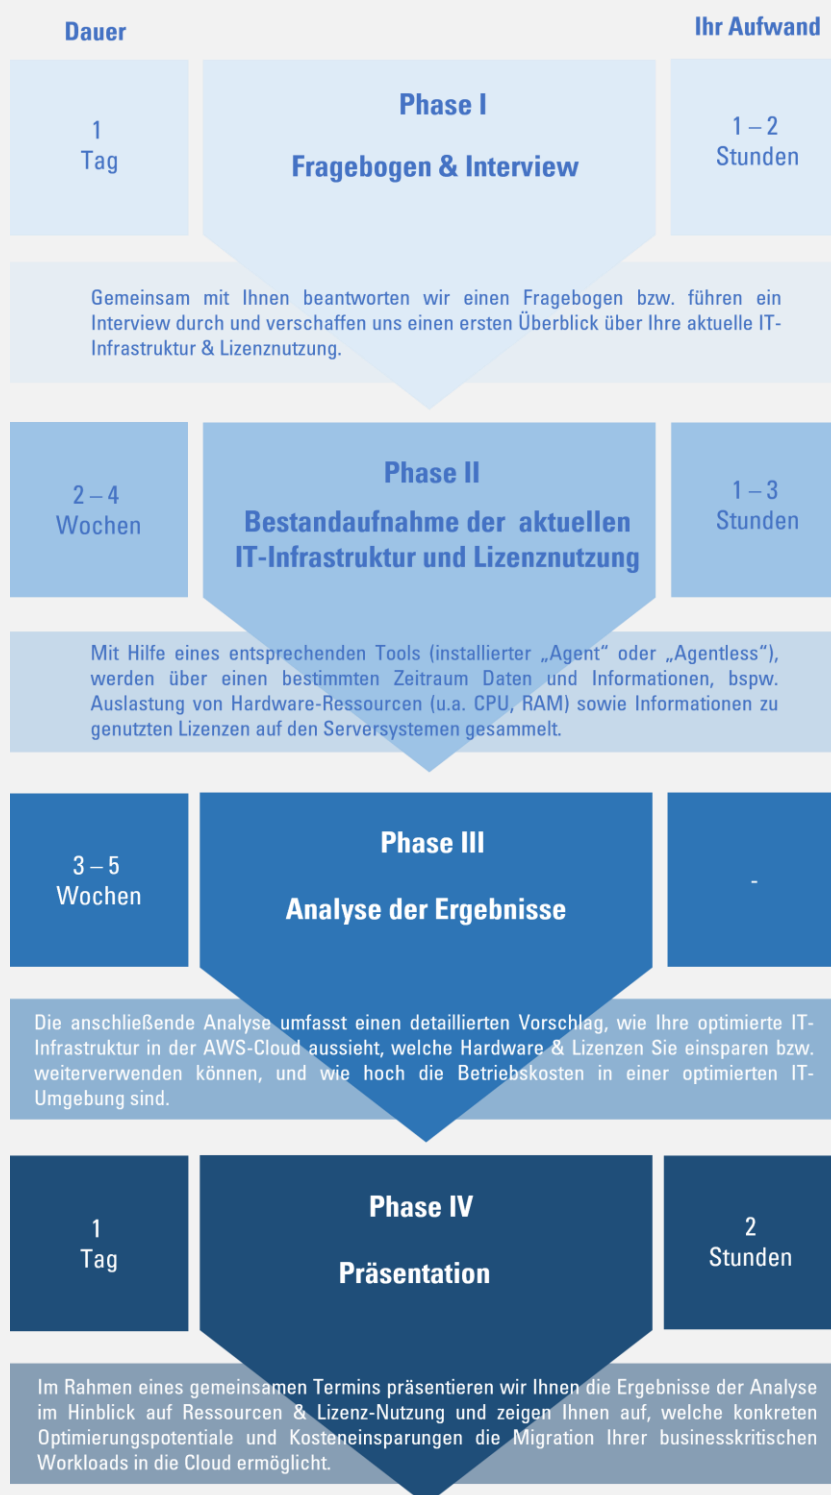 Dauer
Ihr Aufwand
1
Tag
Phase I
Fragebogen & Interview
1 – 2
Stunden
Gemeinsam mit Ihnen beantworten wir einen Fragebogen bzw. führen ein
Interview durch und verschaffen uns einen ersten Überblick über Ihre aktuelle IT-
Infrastruktur & Lizenznutzung.
2 – 4
Wochen
Phase II
Bestandaufnahme der aktuellen
IT-Infrastruktur und Lizenznutzung
1 – 3
Stunden
Mit Hilfe eines entsprechenden Tools (installierter „Agent“ oder „Agentless“),
werden über einen bestimmten Zeitraum Daten und Informationen, bspw.
Auslastung von Hardware-Ressourcen (u.a. CPU, RAM) sowie Informationen zu
genutzten Lizenzen auf den Serversystemen gesammelt.
3 – 5
Wochen
Phase III
Analyse der Ergebnisse
-
Die anschließende Analyse umfasst einen detaillierten Vorschlag, wie Ihre optimierte IT-
Infrastruktur in der AWS-Cloud aussieht, welche Hardware & Lizenzen Sie einsparen bzw.
weiterverwenden können, und wie hoch die Betriebskosten in einer optimierten IT-
Umgebung sind.
1
Tag
Phase IV
Präsentation
2
Stunden
Im Rahmen eines gemeinsamen Termins präsentieren wir Ihnen die Ergebnisse der Analyse
im Hinblick auf Ressourcen & Lizenz-Nutzung und zeigen Ihnen auf, welche konkreten
Optimierungspotentiale und Kosteneinsparungen die Migration Ihrer businesskritischen
Workloads in die Cloud ermöglicht.